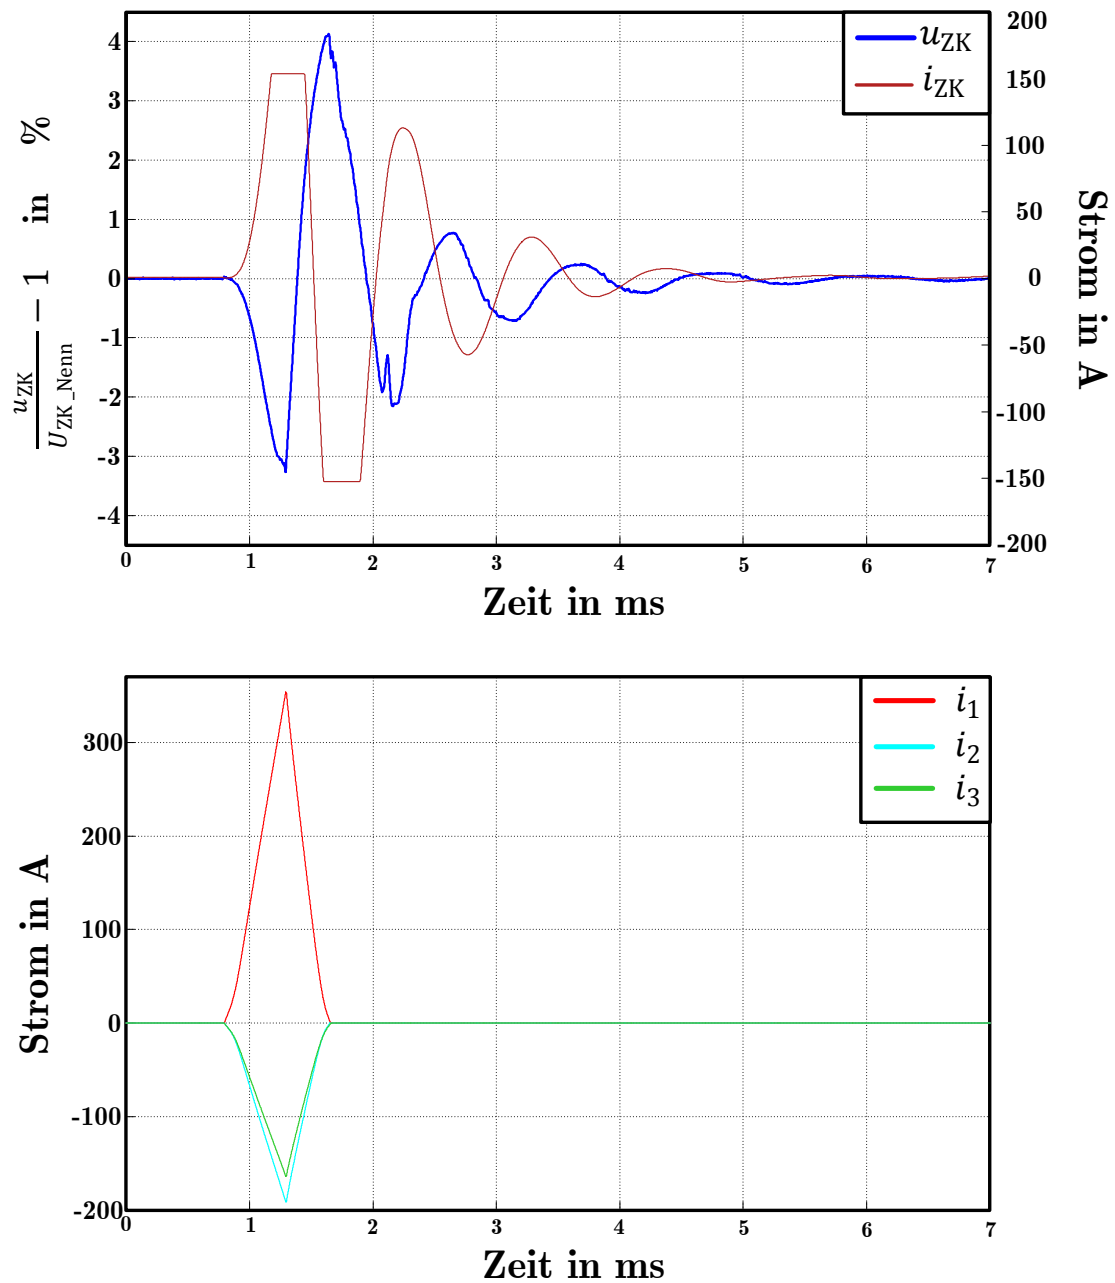 4
3
2
1
0
-1
-2
-3
-4
u_ZK / U_ZK_Nenn − 1 in %
u_ZK
i_ZK
200
150
100
50
0
-50
-100
-150
-200
Strom in A
0 1 2 3 4 5 6 7
Zeit in ms
300
200
100
0
-100
-200
Strom in A
i_1
i_2
i_3
0 1 2 3 4 5 6 7
Zeit in ms